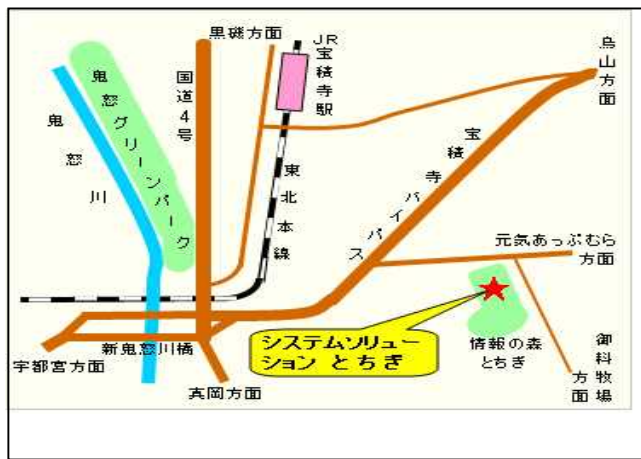 黒磯方面
JR
宝積寺駅
烏山方面
国道4号
鬼怒グリーンパーク
鬼怒川
東北本線
宝積寺バイパス
元気あっぷむら
方面
システムソリュー
ション とちぎ
情報の森
とちぎ
御料牧場
方面
新鬼怒川橋
宇都宮方面
真岡方面